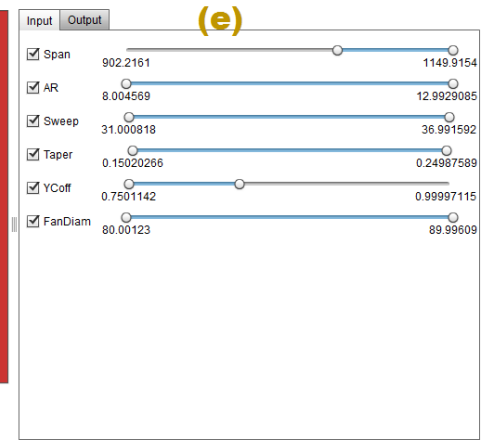 Input Output (e)
Span
902.2161 1149.9154
AR
8.004569 12.9929085
Sweep
31.000818 36.991592
Taper
0.15020266 0.24987589
YCoff
0.7501142 0.99997115
FanDiam
80.00123 89.99609